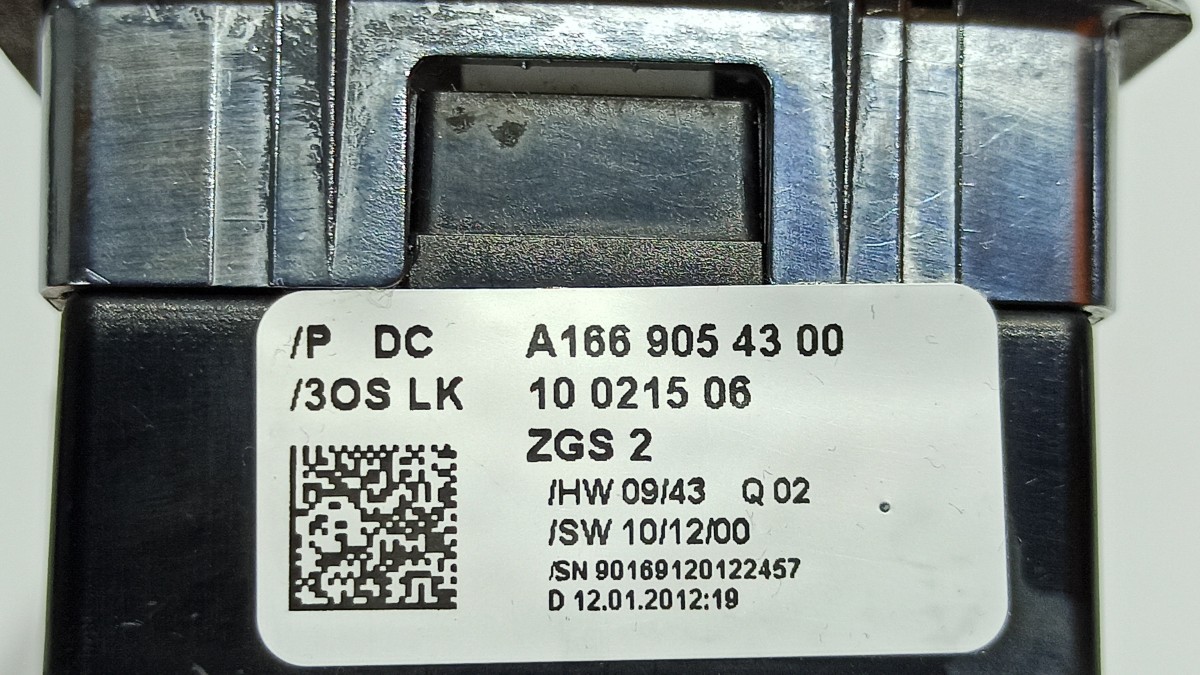 /P DC A166 905 43 00
/3OS LK 10 0215 06
ZGS 2
/HW 09/43 Q 02
/SW 10/12/00
/SN 90169120122457
D 12.01.2012:19